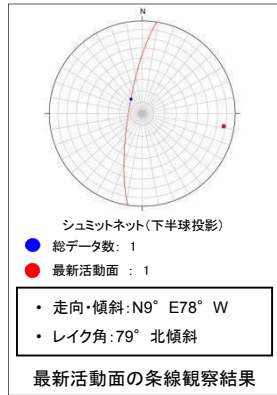 N
シュミットネット(下半球投影)
総データ数: 1
最新活動面 : 1
• 走向・傾斜:N9° E78° W
• レイク角:79° 北傾斜
最新活動面の条線観察結果